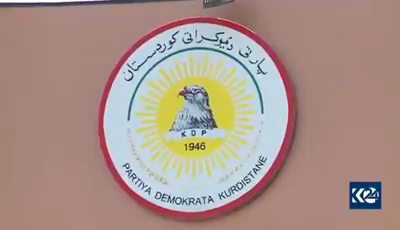 پارتی دیموکراتی کوردستان
KDP
1946
PARTIYA DEMOKRATA KURDISTANE
K24